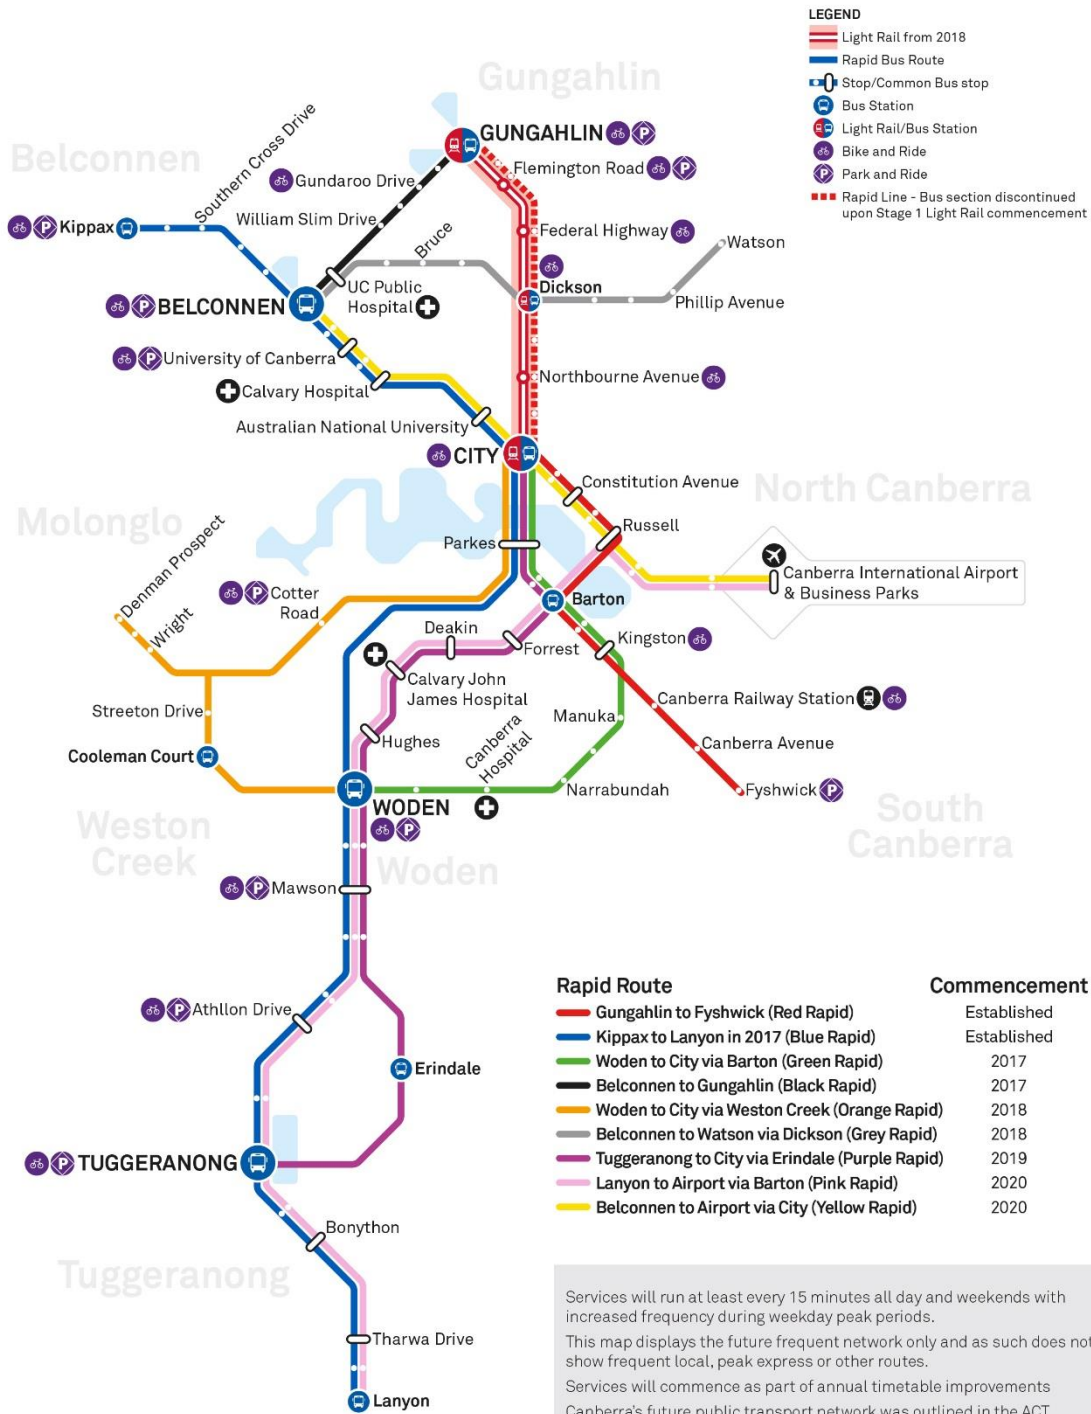 LEGEND
Light Rail from 2018
Rapid Bus Route
Stop/Common Bus stop
Bus Station
Light Rail/Bus Station
Bike and Ride
Park and Ride
Rapid Line - Bus section discontinued
upon Stage 1 Light Rail commencement
Gungahlin
GUNGAHLIN
P
Flemington Road
P
Belconnen
Southern Cross Drive
Gundaroo Drive
William Slim Drive
P
Kippax
Bruce
Federal Highway
Watson
Dickson
UC Public
Hospital
P
BELCONNEN
Phillip Avenue
P
University of Canberra
Calvary Hospital
Northbourne Avenue
Australian National University
CITY
Constitution Avenue
North Canberra
Molonglo
Russell
Parkes
Denman Prospect
Wright
P
Cotter
Road
Canberra International Airport
& Business Parks
Barton
Deakin
Forrest
Kingston
Calvary John
James Hospital
Canberra Railway Station
Streeton Drive
Manuka
Hughes
Canberra
Hospital
Canberra Avenue
Cooleman Court
Narrabundah
Fyshwick
P
WODEN
P
Weston
Creek
Woden
South
Canberra
P
Mawson
P
Athllon Drive
Erindale
P
TUGGERANONG
Bonython
Tuggeranong
Tharwa Drive
Lanyon
Rapid Route Commencement
Gungahlin to Fyshwick (Red Rapid) Established
Kippax to Lanyon in 2017 (Blue Rapid) Established
Woden to City via Barton (Green Rapid) 2017
Belconnen to Gungahlin (Black Rapid) 2017
Woden to City via Weston Creek (Orange Rapid) 2018
Belconnen to Watson via Dickson (Grey Rapid) 2018
Tuggeranong to City via Erindale (Purple Rapid) 2019
Lanyon to Airport via Barton (Pink Rapid) 2020
Belconnen to Airport via City (Yellow Rapid) 2020
Services will run at least every 15 minutes all day and weekends with
increased frequency during weekday peak periods.
This map displays the future frequent network only and as such does not
show frequent local, peak express or other routes.
Services will commence as part of annual timetable improvements
Canberra's future public transport network was outlined in the ACT